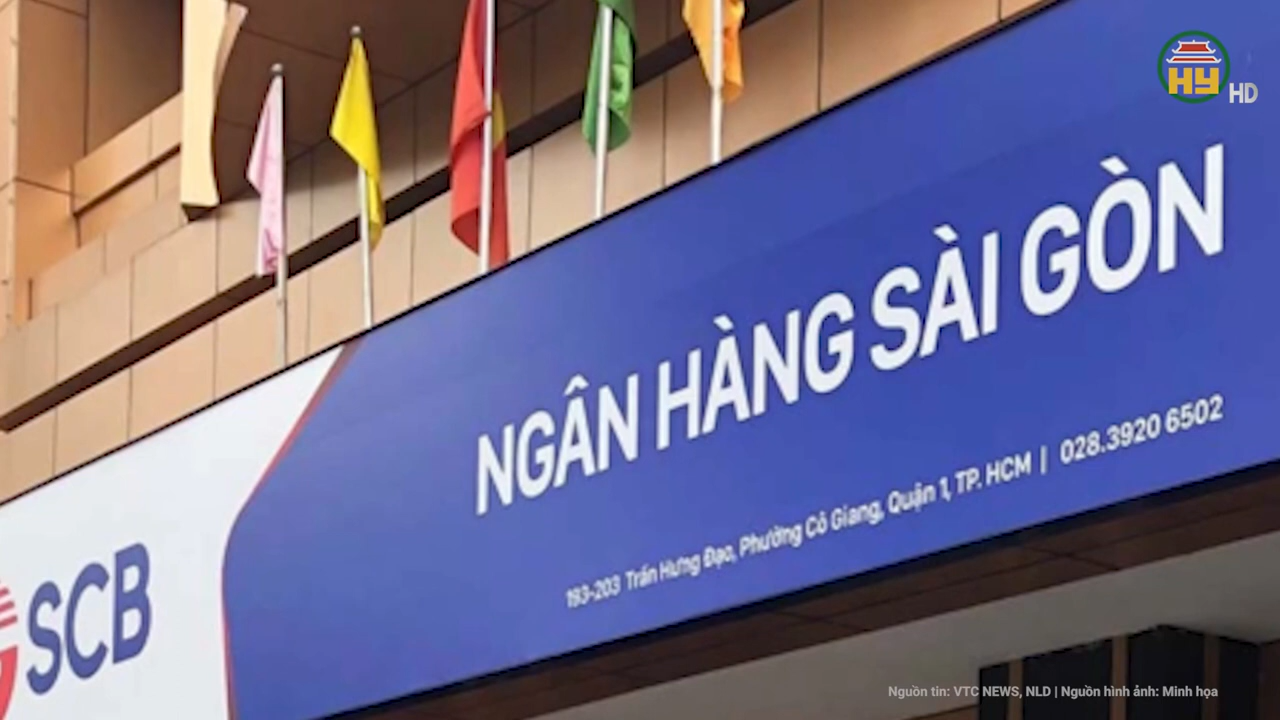 HY HD
NGÂN HÀNG SÀI GÒN
193-203 Trần Hưng Đạo, Phường Cô Giang, Quận 1, TP. HCM | 028.3920 6502
SCB
Nguồn tin: VTC NEWS, NLD | Nguồn hình ảnh: Minh họa